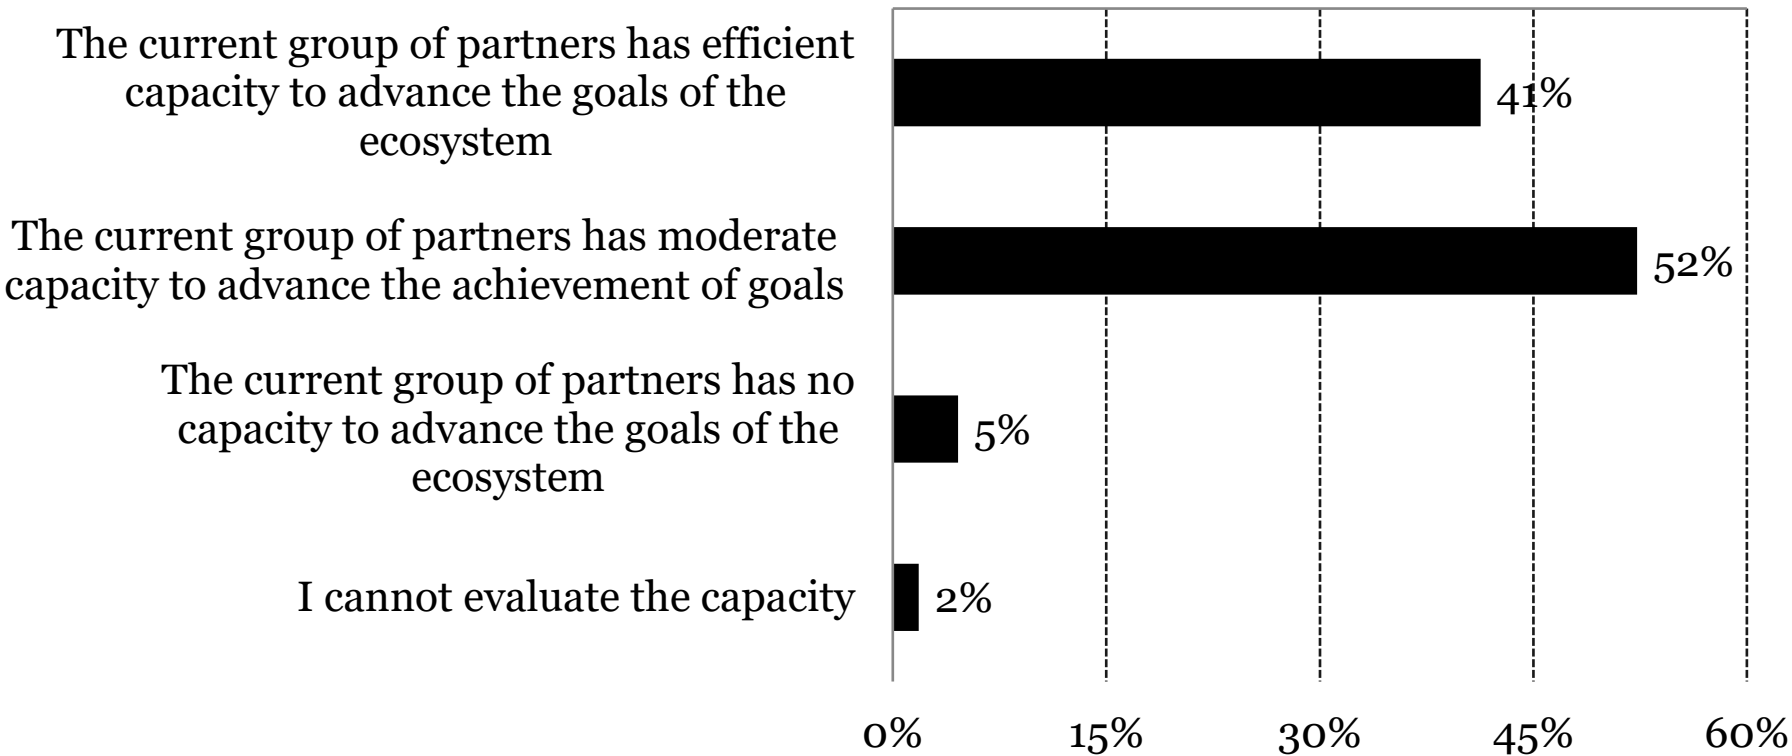 The current group of partners has efficient
capacity to advance the goals of the
ecosystem
41%
The current group of partners has moderate
capacity to advance the achievement of goals
52%
The current group of partners has no
capacity to advance the goals of the
ecosystem
5%
I cannot evaluate the capacity
2%
0% 15% 30% 45% 60%